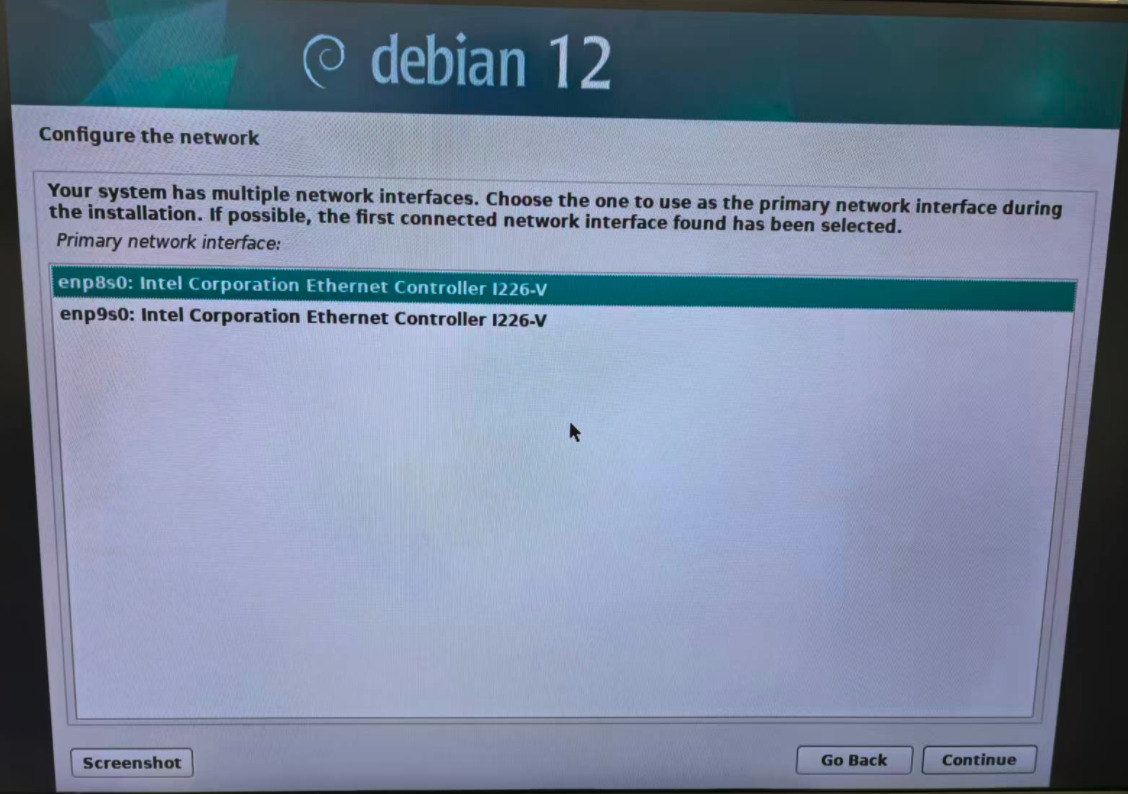 debian 12
Configure the network
Your system has multiple network interfaces. Choose the one to use as the primary network interface during
the installation. If possible, the first connected network interface found has been selected.
Primary network interface:
enp8s0: Intel Corporation Ethernet Controller I226-V
enp9s0: Intel Corporation Ethernet Controller I226-V
Screenshot
Go Back
Continue